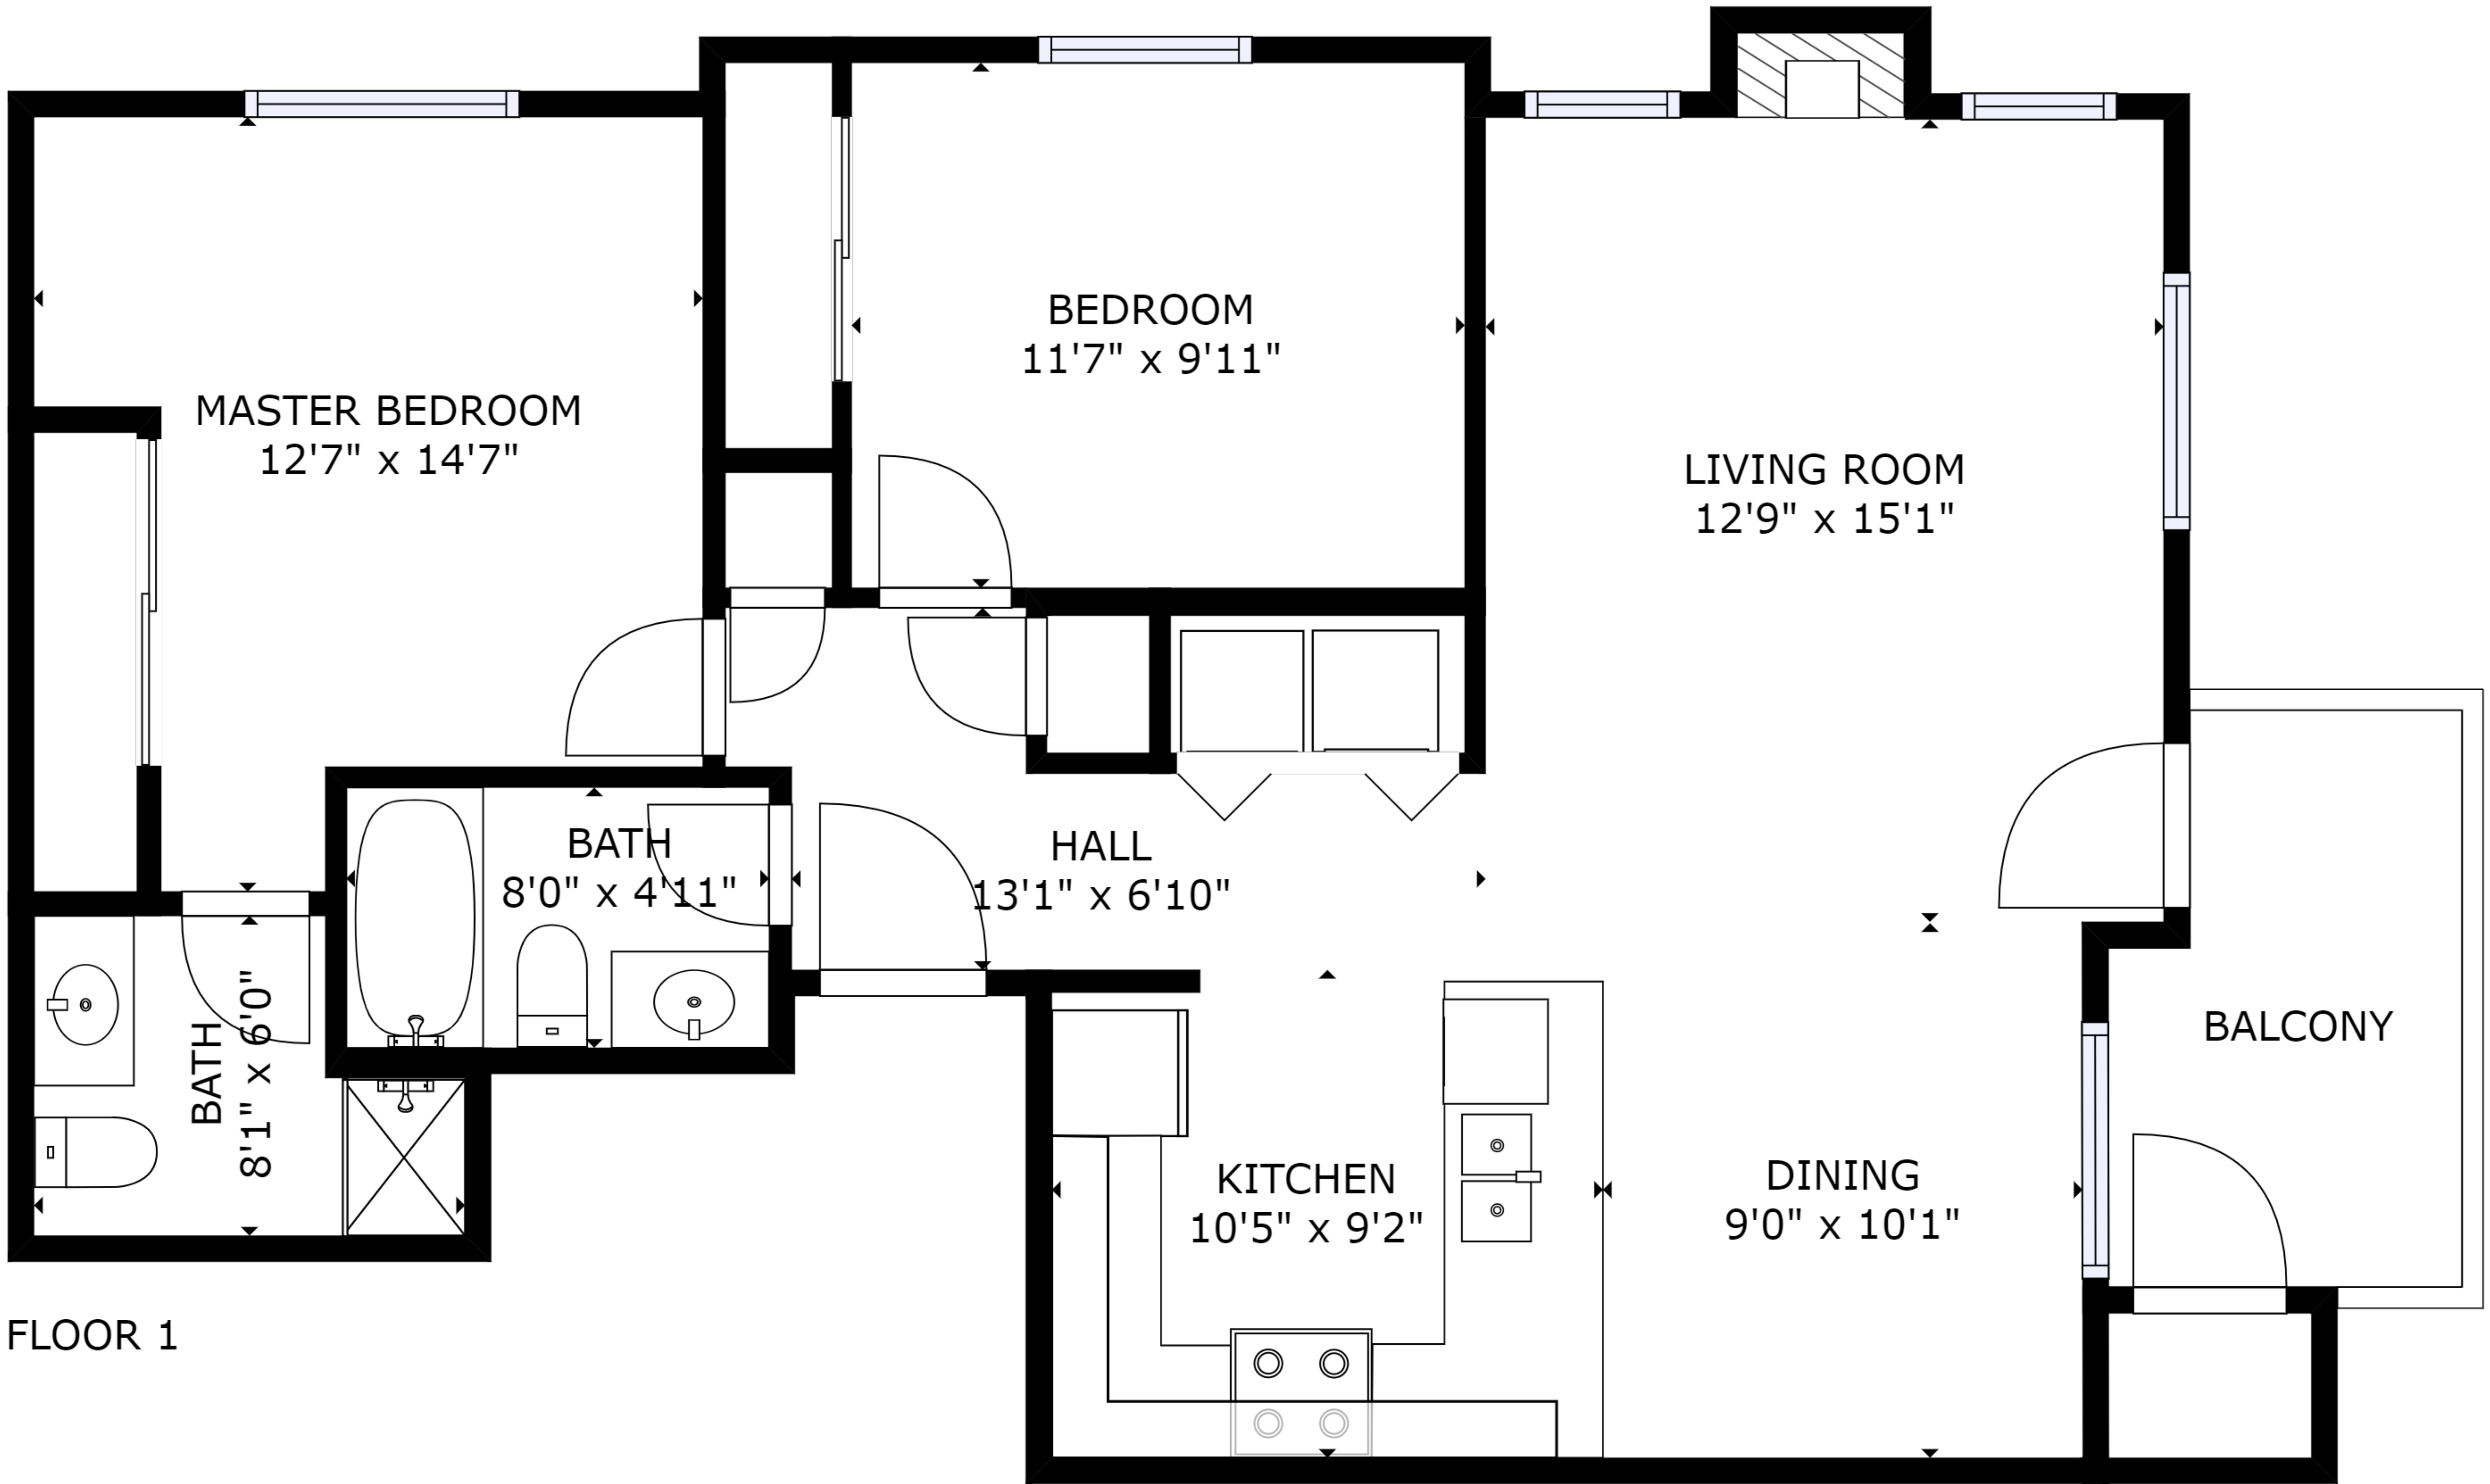 MASTER BEDROOM
12'7" x 14'7"
BEDROOM
11'7" x 9'11"
LIVING ROOM
12'9" x 15'1"
BATH
8'0" x 4'11"
HALL
13'1" x 6'10"
BATH
8'1" x 6'0"
KITCHEN
10'5" x 9'2"
DINING
9'0" x 10'1"
BALCONY
FLOOR 1